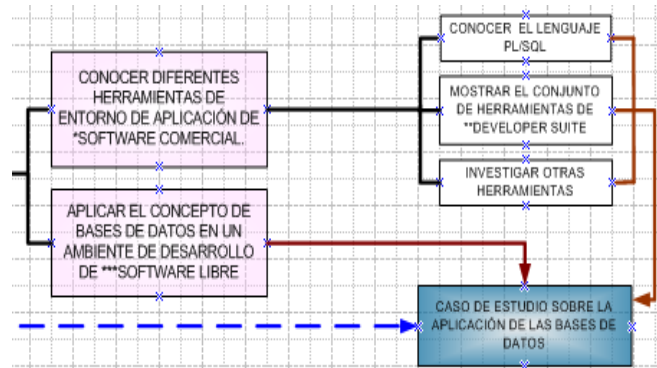 CONOCER DIFERENTES
HERRAMIENTAS DE
ENTORNO DE APLICACIÓN DE
*SOFTWARE COMERCIAL.
APLICAR EL CONCEPTO DE
BASES DE DATOS EN UN
AMBIENTE DE DESARROLLO
DE ***SOFTWARE LIBRE
CONOCER EL LENGUAJE
PL/SQL
MOSTRAR EL CONJUNTO
DE HERRAMIENTAS DE
**DEVELOPER SUITE
INVESTIGAR OTRAS
HERRAMIENTAS
CASO DE ESTUDIO SOBRE LA
APLICACIÓN DE LAS BASES DE
DATOS